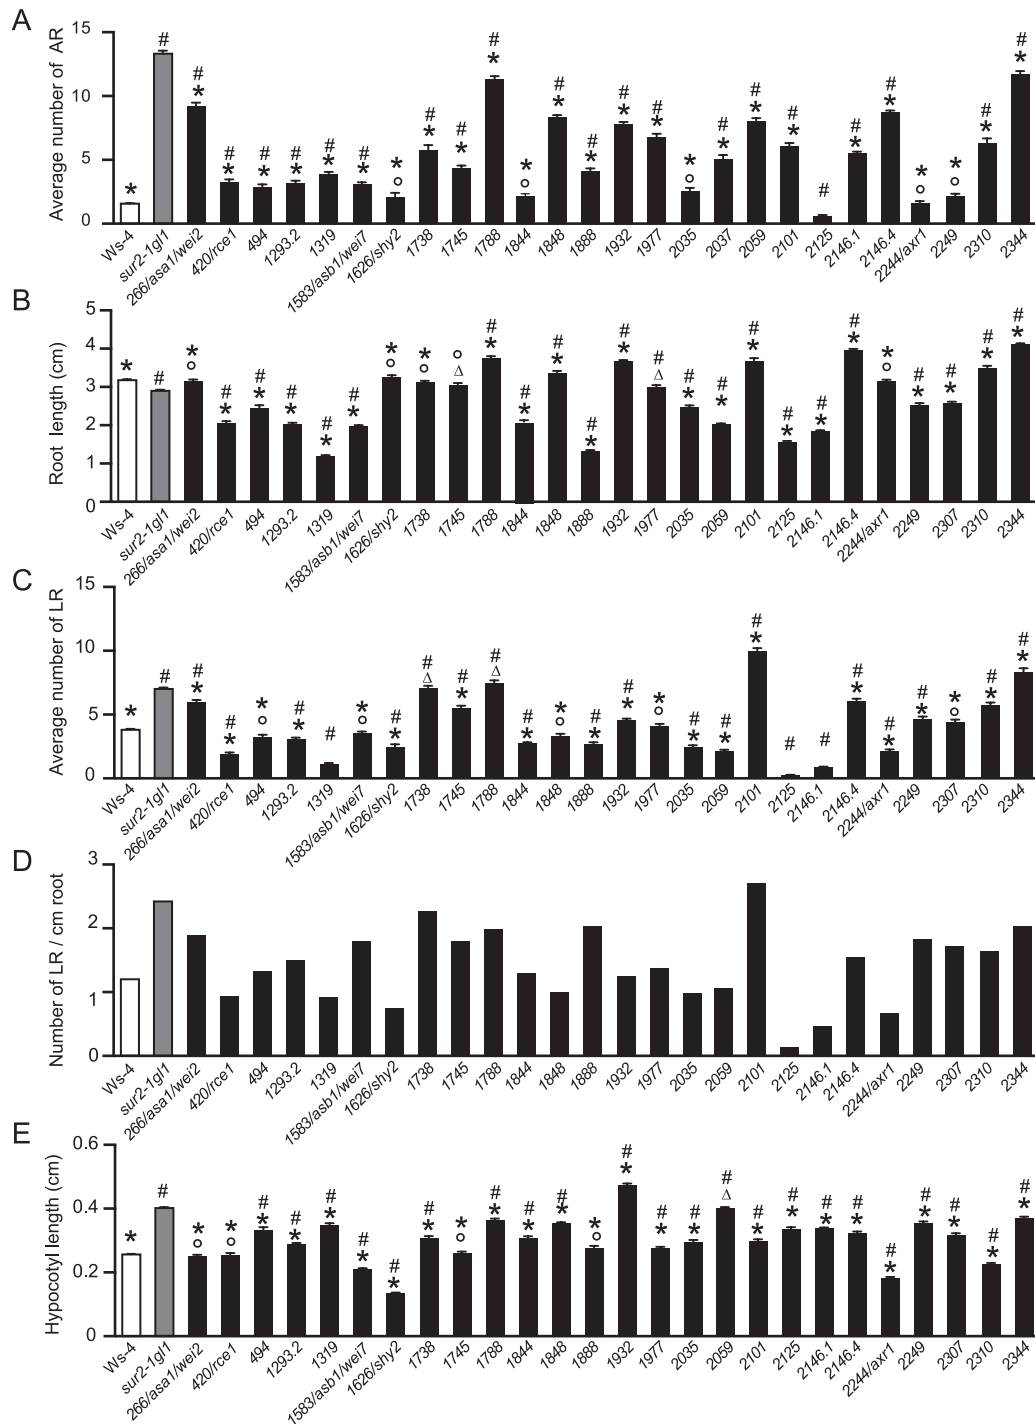 A
Average number of AR
15
10
5
0
Ws-4
sur2-1gl1
266/asa1/wei2
420/rce1
494
1293.2
1319
1583/asb1/wei7
1626/shy2
1738
1745
1788
1844
1848
1888
1932
1977
2035
2037
2059
2101
2125
2146.1
2146.4
2244/axr1
2249
2310
2344
B
Root length (cm)
5
4
3
2
1
0
Ws-4
sur2-1gl1
266/asa1/wei2
420/rce1
494
1293.2
1319
1583/asb1/wei7
1626/shy2
1738
1745
1788
1844
1848
1888
1932
1977
2035
2059
2101
2125
2146.1
2146.4
2244/axr1
2249
2307
2310
2344
C
Average number of LR
15
10
5
0
Ws-4
sur2-1gl1
266/asa1/wei2
420/rce1
494
1293.2
1319
1583/asb1/wei7
1626/shy2
1738
1745
1788
1844
1848
1888
1932
1977
2035
2059
2101
2125
2146.1
2146.4
2244/axr1
2249
2307
2310
2344
D
Number of LR / cm root
3
2
1
0
Ws-4
sur2-1gl1
266/asa1/wei2
420/rce1
494
1293.2
1319
1583/asb1/wei7
1626/shy2
1738
1745
1788
1844
1848
1888
1932
1977
2035
2059
2101
2125
2146.1
2146.4
2244/axr1
2249
2307
2310
2344
E
Hypocotyl length (cm)
0.6
0.4
0.2
0
Ws-4
sur2-1gl1
266/asa1/wei2
420/rce1
494
1293.2
1319
1583/asb1/wei7
1626/shy2
1738
1745
1788
1844
1848
1888
1932
1977
2035
2059
2101
2125
2146.1
2146.4
2244/axr1
2249
2307
2310
2344